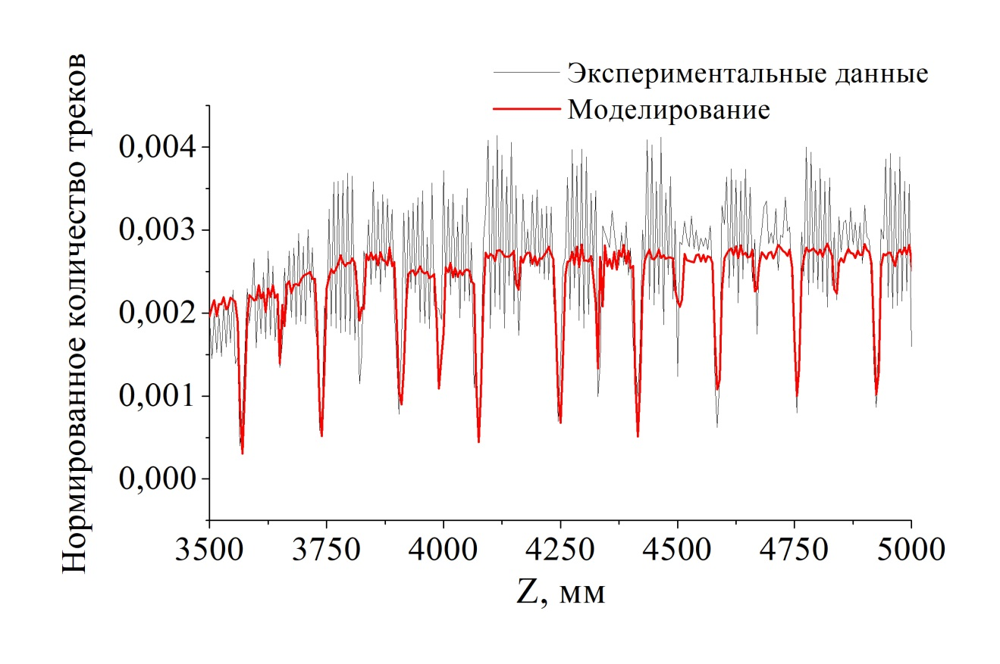 Экспериментальные данные
Моделирование
Нормированное количество треков
0,004
0,003
0,002
0,001
0,000
3500 3750 4000 4250 4500 4750 5000
Z, мм